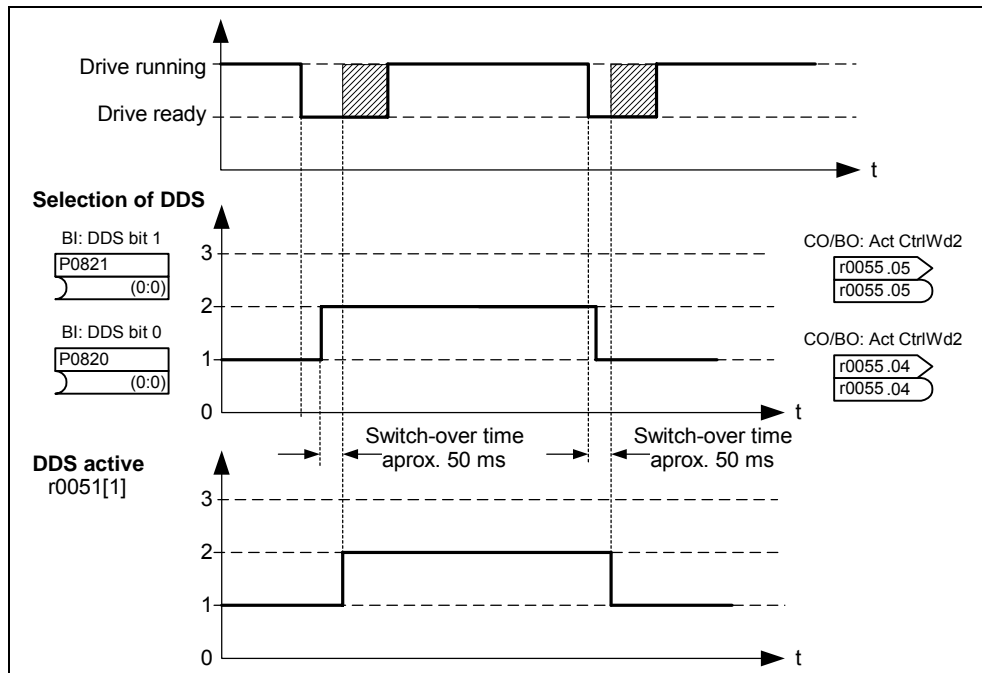 Drive running
Drive ready
t
Selection of DDS
BI: DDS bit 1
P0821
(0:0)
BI: DDS bit 0
P0820
(0:0)
3
2
1
0
t
CO/BO: Act CtrlWd2
r0055 .05
r0055 .05
CO/BO: Act CtrlWd2
r0055 .04
r0055 .04
Switch-over time
aprox. 50 ms
Switch-over time
aprox. 50 ms
DDS active
r0051[1]
3
2
1
0
t